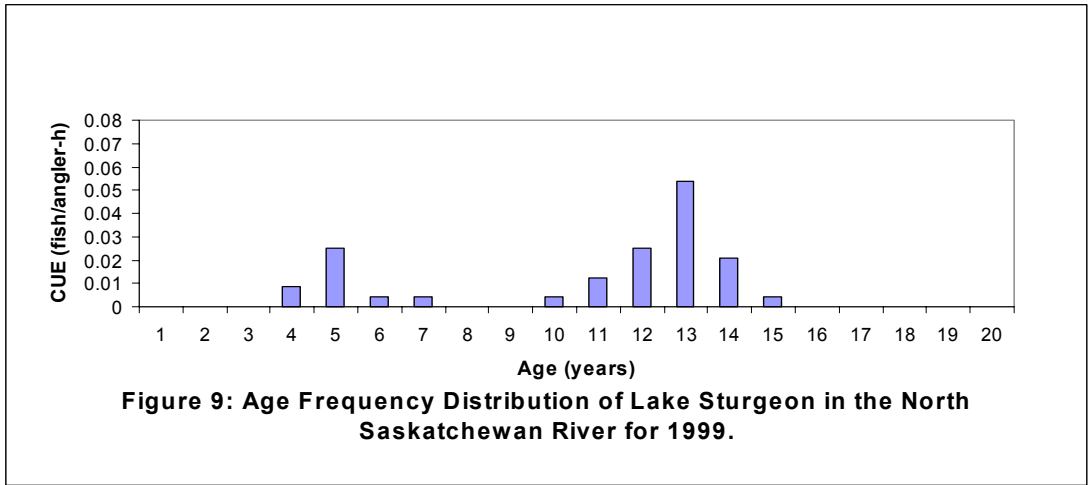 CUE (fish/angler-h)
0.08
0.07
0.06
0.05
0.04
0.03
0.02
0.01
0
1 2 3 4 5 6 7 8 9 10 11 12 13 14 15 16 17 18 19 20
Age (years)
Figure 9: Age Frequency Distribution of Lake Sturgeon in the North
Saskatchewan River for 1999.